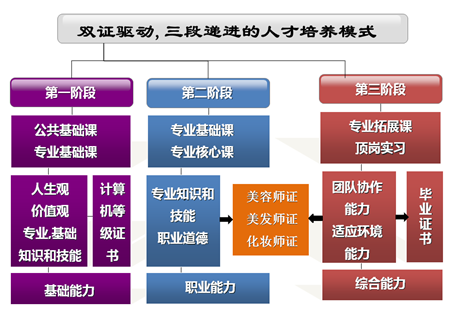 双证驱动,三段递进的人才培养模式
第一阶段
公共基础课
专业基础课
人生观
价值观
专业,基础
知识和技能
计算
机等
级证
书
基础能力
第二阶段
专业基础课
专业核心课
专业知识和
技能
职业道德
职业能力
美容师证
美发师证
化妆师证
第三阶段
专业拓展课
顶岗实习
团队协作
能力
适应环境
能力
毕
业
证
书
综合能力